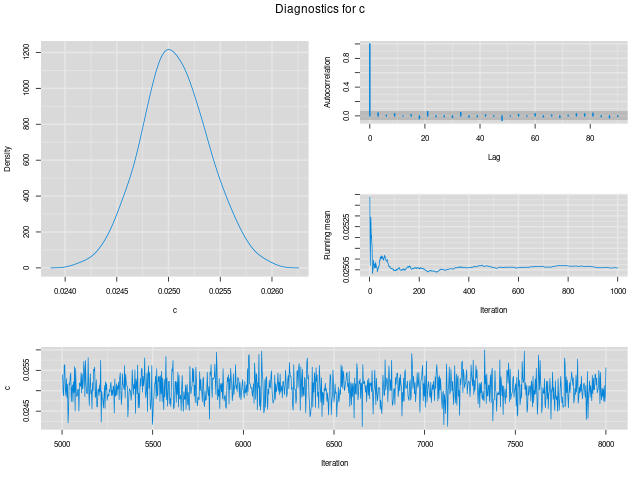 Diagnostics for c
Density
0 200 400 600 800 1000 1200
0.0240 0.0245 0.0250 0.0255 0.0260
c
Autocorrelation
0.0 0.4 0.8
0 20 40 60 80
Lag
Running mean
0.02505 0.02525
0 200 400 600 800 1000
Iteration
c
0.0245 0.0255
5000 5500 6000 6500 7000 7500 8000
Iteration